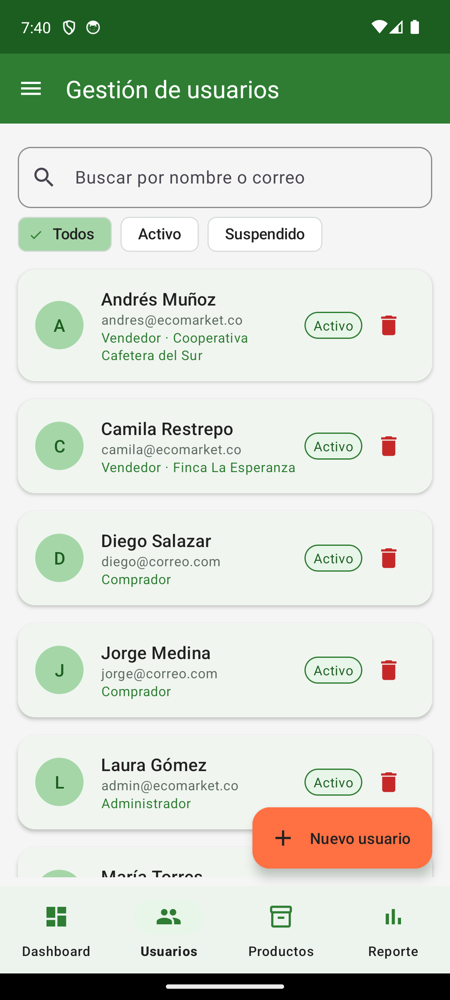 7:40
Gestión de usuarios
Buscar por nombre o correo
Todos
Activo
Suspendido
A
Andrés Muñoz
andres@ecomarket.co
Vendedor · Cooperativa
Cafetera del Sur
Activo
C
Camila Restrepo
camila@ecomarket.co
Vendedor · Finca La Esperanza
Activo
D
Diego Salazar
diego@correo.com
Comprador
Activo
J
Jorge Medina
jorge@correo.com
Comprador
Activo
L
Laura Gómez
admin@ecomarket.co
Administrador
Activo
María Torres
Nuevo usuario
Dashboard
Usuarios
Productos
Reporte